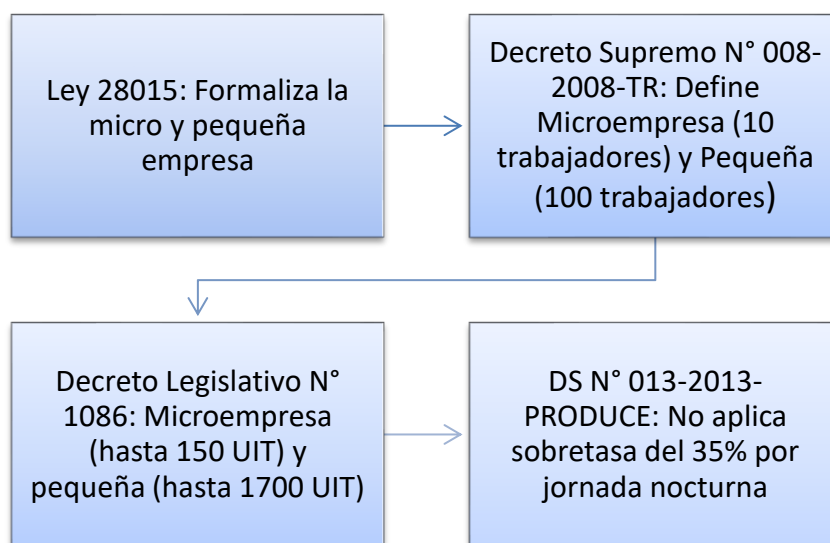 Ley 28015: Formaliza la
micro y pequeña
empresa
Decreto Supremo N° 008-
2008-TR: Define
Microempresa (10
trabajadores) y Pequeña
(100 trabajadores)
Decreto Legislativo N°
1086: Microempresa
(hasta 150 UIT) y
pequeña (hasta 1700 UIT)
DS N° 013-2013-
PRODUCE: No aplica
sobretasa del 35% por
jornada nocturna